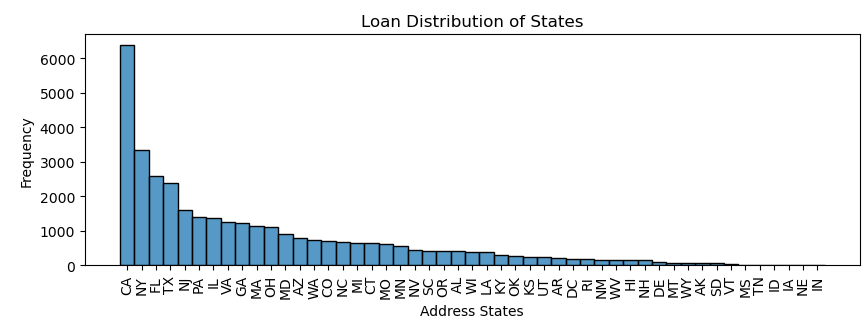 Loan Distribution of States
Frequency
6000
5000
4000
3000
2000
1000
0
CA NY FL TX NJ PA IL VA GA MA OH MD AZ WA CO NC MI CT MO MN NV SC OR AL WI LA KY OK KS UT AR DC RI NM WV HI NH DE MT WY AK SD VT MS TN ID IA NE IN
Address States